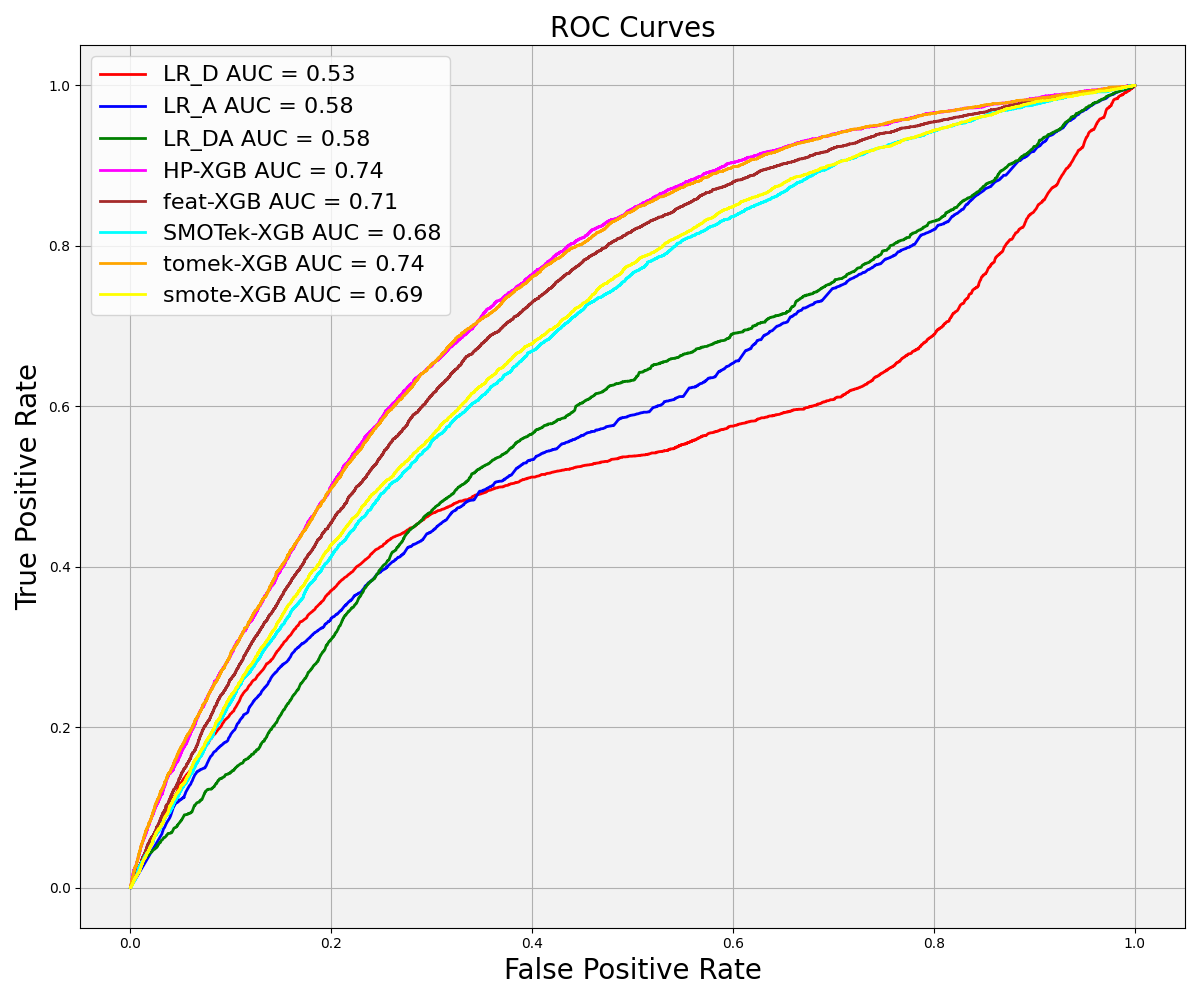 ROC Curves
LR_D AUC = 0.53
LR_A AUC = 0.58
LR_DA AUC = 0.58
HP-XGB AUC = 0.74
feat-XGB AUC = 0.71
SMOTek-XGB AUC = 0.68
tomek-XGB AUC = 0.74
smote-XGB AUC = 0.69
True Positive Rate
1.0
0.8
0.6
0.4
0.2
0.0
0.0 0.2 0.4 0.6 0.8 1.0
False Positive Rate